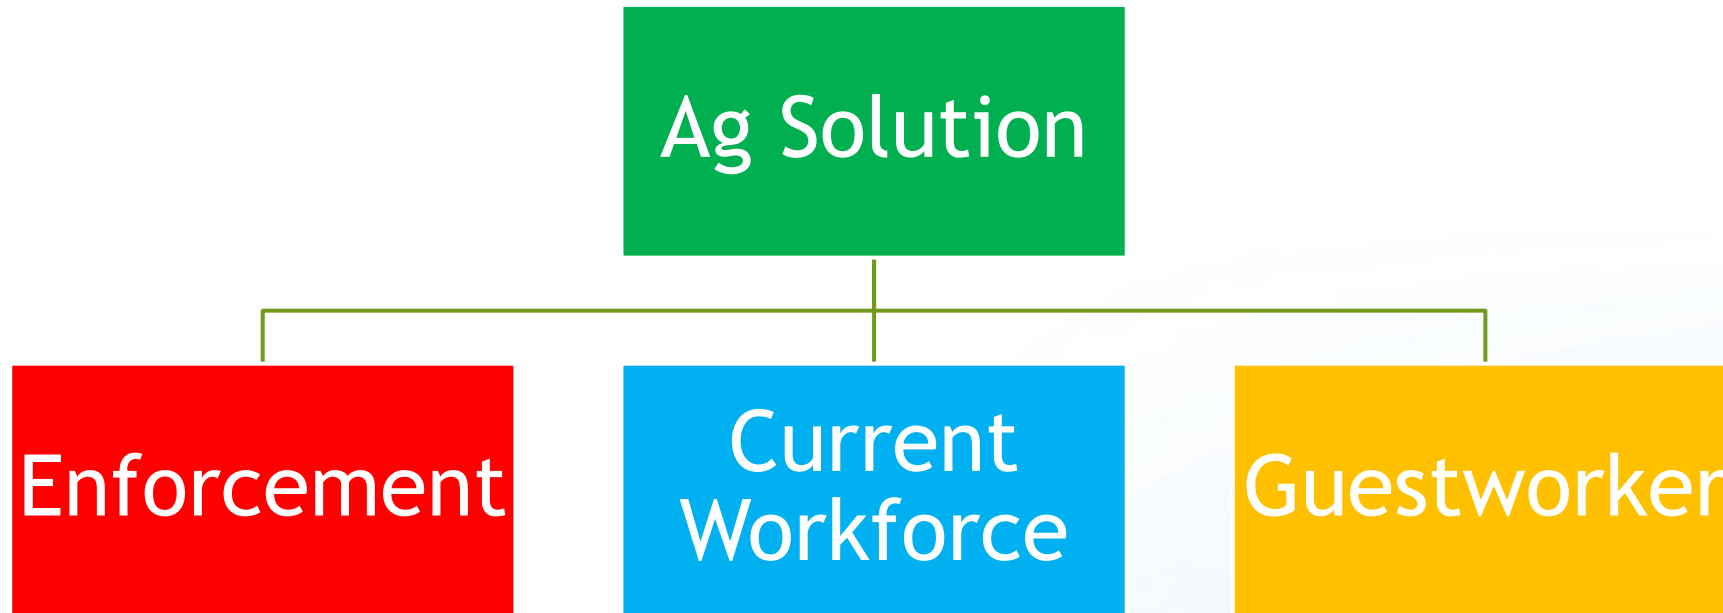 Ag Solution
Enforcement
Current
Workforce
Guestworker